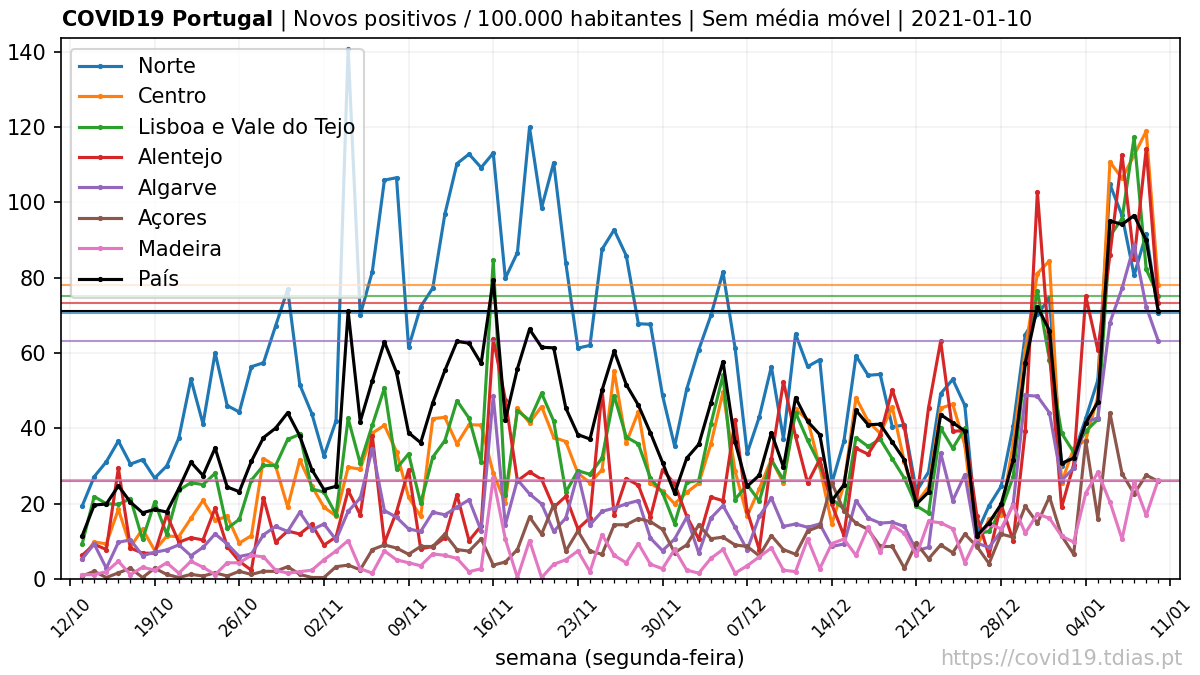 COVID19 Portugal | Novos positivos / 100.000 habitantes | Sem média móvel | 2021-01-10
140
120
100
80
60
40
20
0
Norte
Centro
Lisboa e Vale do Tejo
Alentejo
Algarve
Açores
Madeira
País
12/10
19/10
26/10
02/11
09/11
16/11
23/11
30/11
07/12
14/12
21/12
28/12
04/01
11/01
semana (segunda-feira)
https://covid19.tdias.pt